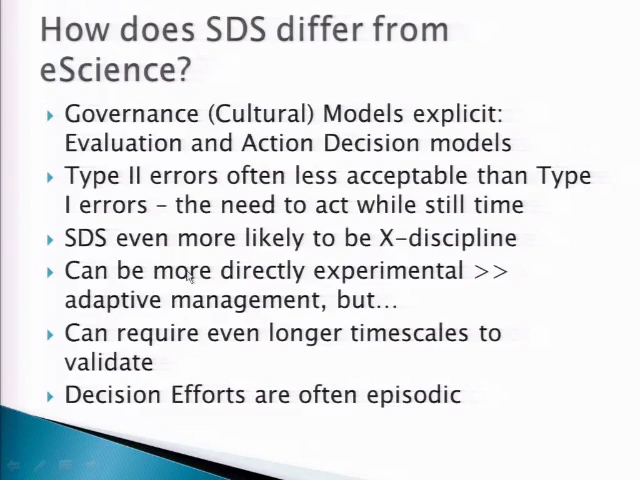 How does SDS differ from
eScience?
Governance (Cultural) Models explicit:
Evaluation and Action Decision models
Type II errors often less acceptable than Type
I errors – the need to act while still time
SDS even more likely to be X-discipline
Can be more directly experimental >>
adaptive management, but…
Can require even longer timescales to
validate
Decision Efforts are often episodic